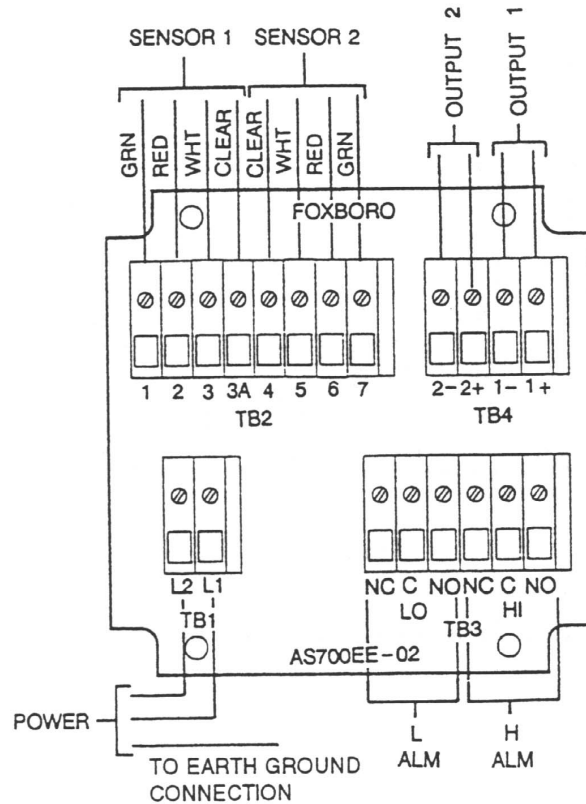 SENSOR 1 SENSOR 2
OUTPUT 2
OUTPUT 1
GRN
RED
WHT
CLEAR
CLEAR
WHT
RED
GRN
FOXBORO
1 2 3 3A 4 5 6 7
TB2
2- 2+ 1- 1+
TB4
L2 L1
TB1
NC C NO NC C NO
LO HI
TB3
AS700EE-02
POWER
L
ALM
H
ALM
TO EARTH GROUND
CONNECTION